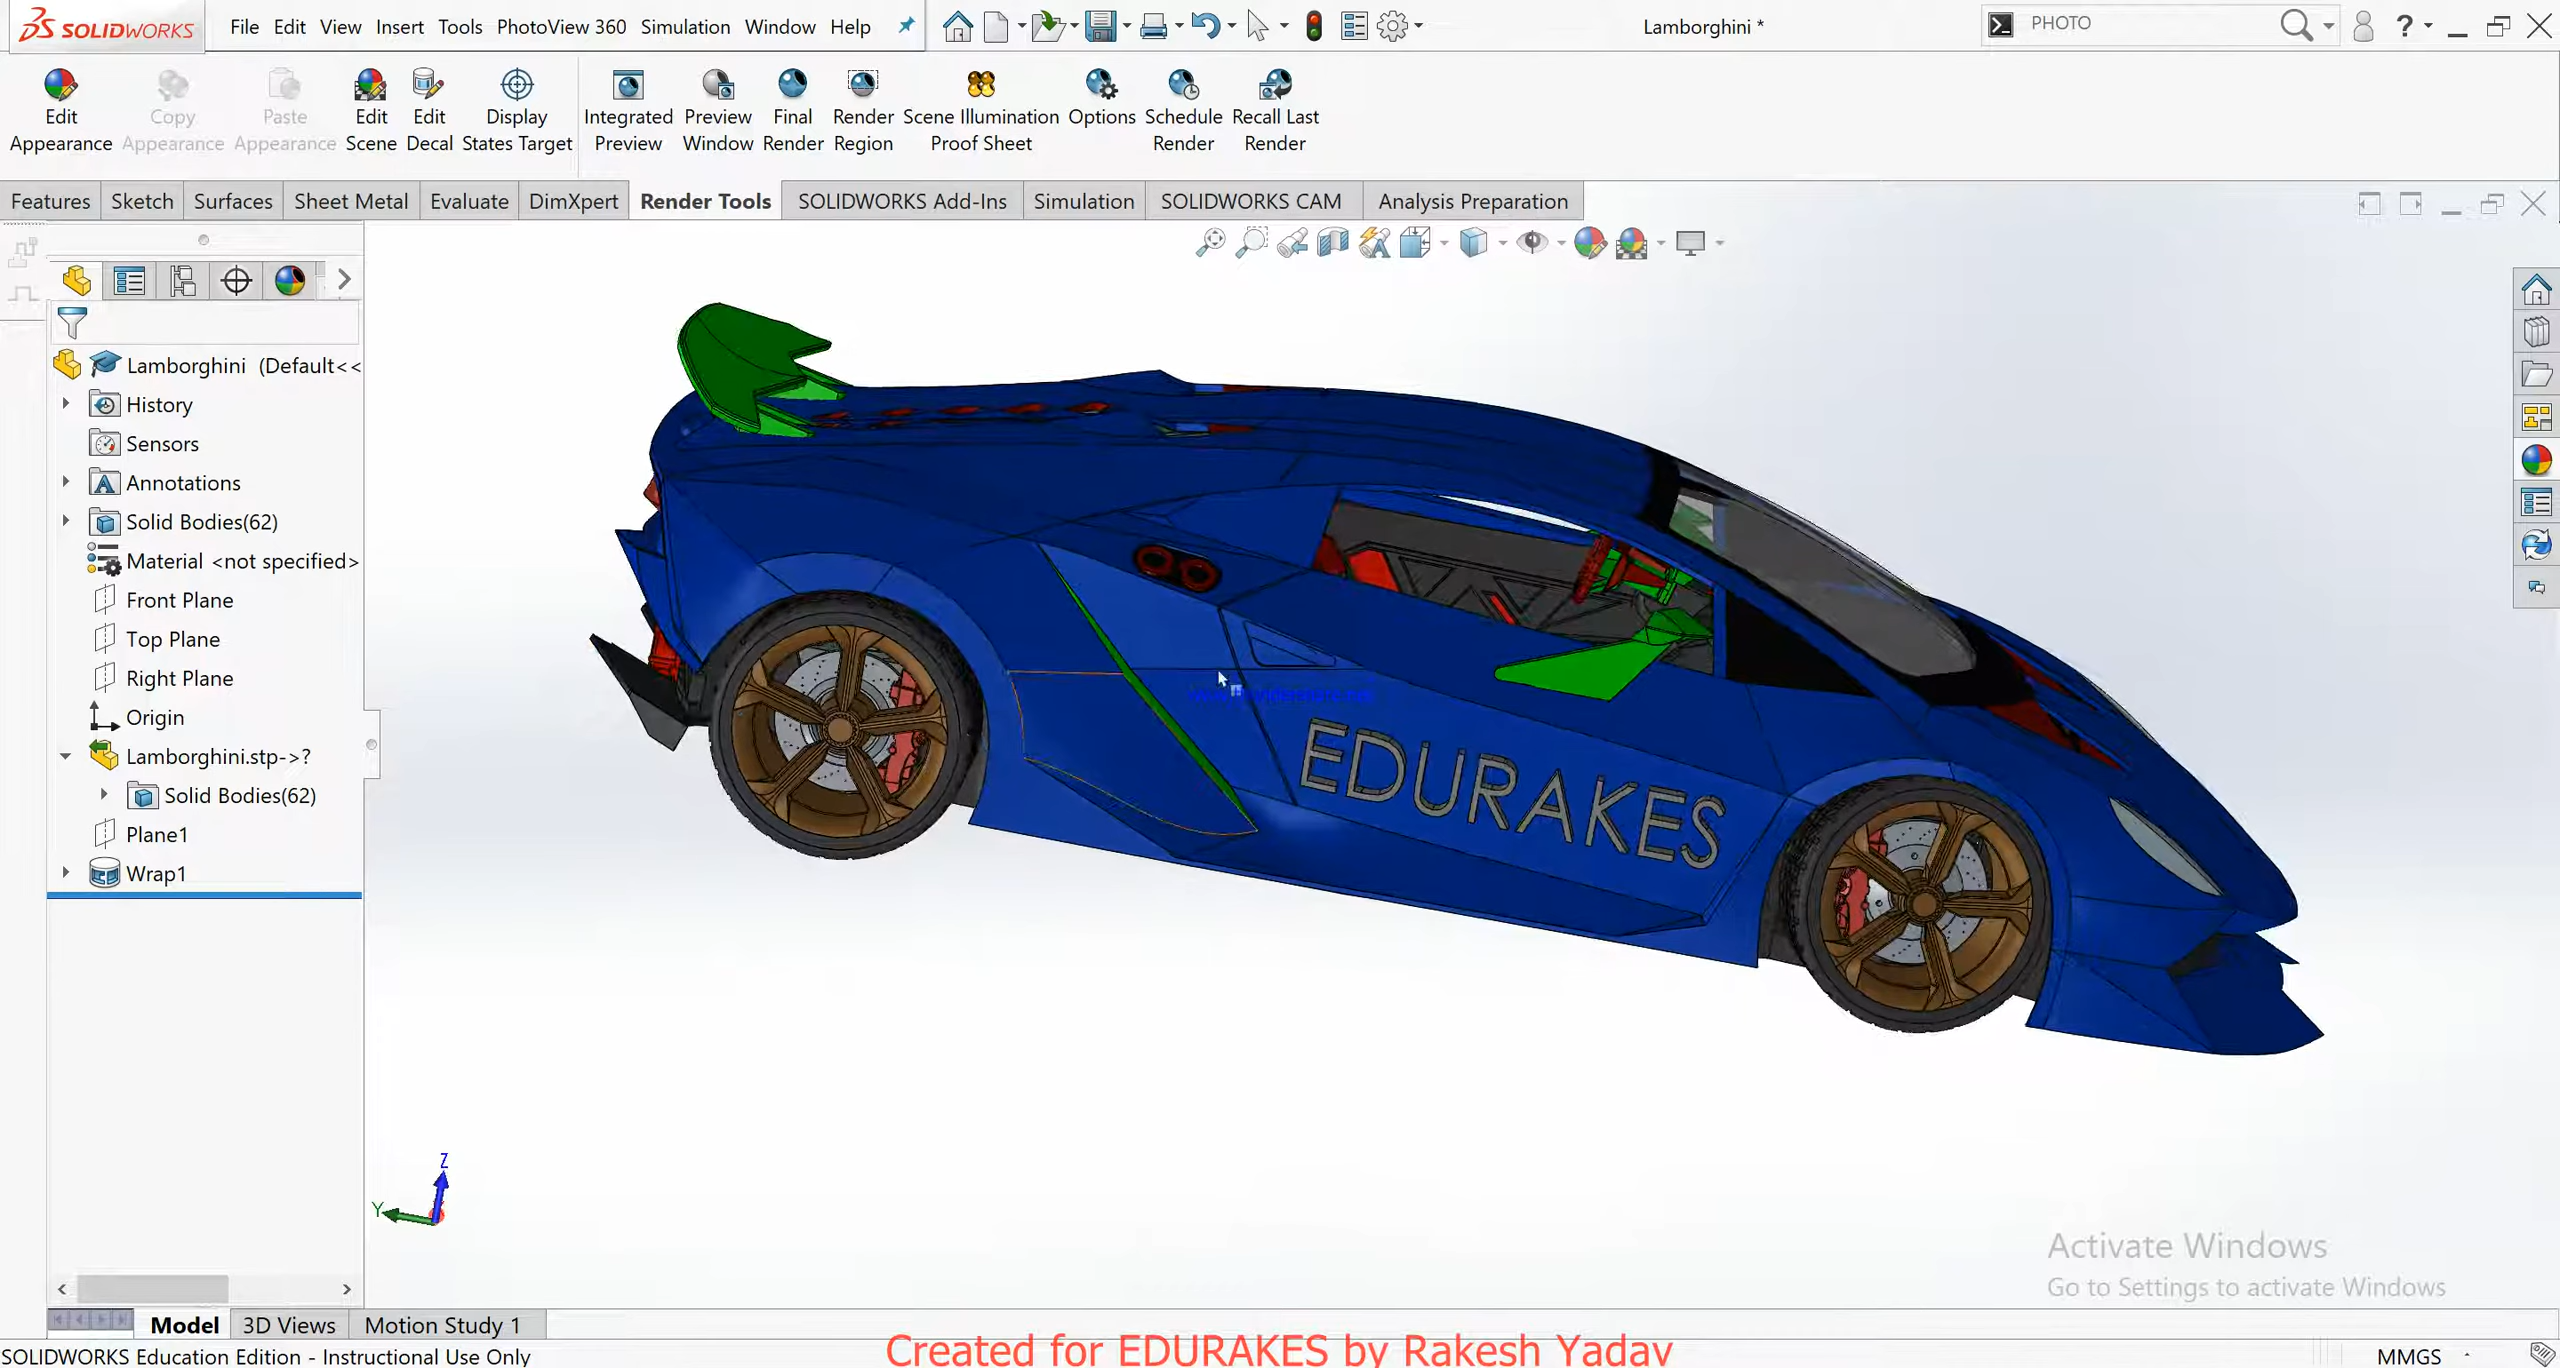 SOLIDWORKS File Edit View Insert Tools PhotoView 360 Simulation Window Help Lamborghini * PHOTO ?
Edit Appearance
Copy Appearance
Paste Appearance
Edit Scene
Edit Decal
Display States Target
Integrated Preview
Preview Window
Final Render
Render Region
Scene Illumination Proof Sheet
Options
Schedule Render
Recall Last Render
Features Sketch Surfaces Sheet Metal Evaluate DimXpert Render Tools SOLIDWORKS Add-Ins Simulation SOLIDWORKS CAM Analysis Preparation
Lamborghini (Default<<
History
Sensors
Annotations
Solid Bodies(62)
Material <not specified>
Front Plane
Top Plane
Right Plane
Origin
Lamborghini.stp->?
Solid Bodies(62)
Plane1
Wrap1
EDURAKES
Z
Y
Activate Windows
Go to Settings to activate Windows
Model 3D Views Motion Study 1
Created for EDURAKES by Rakesh Yadav
SOLIDWORKS Education Edition - Instructional Use Only
MMGS